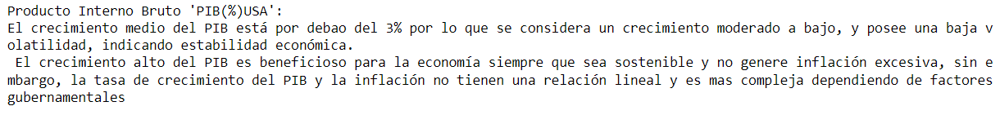 Producto Interno Bruto 'PIB(%)USA':
El crecimiento medio del PIB está por debao del 3% por lo que se considera un crecimiento moderado a bajo, y posee una baja v
olatilidad, indicando estabilidad económica.
 El crecimiento alto del PIB es beneficioso para la economía siempre que sea sostenible y no genere inflación excesiva, sin e
mbargo, la tasa de crecimiento del PIB y la inflación no tienen una relación lineal y es mas compleja dependiendo de factores
gubernamentales